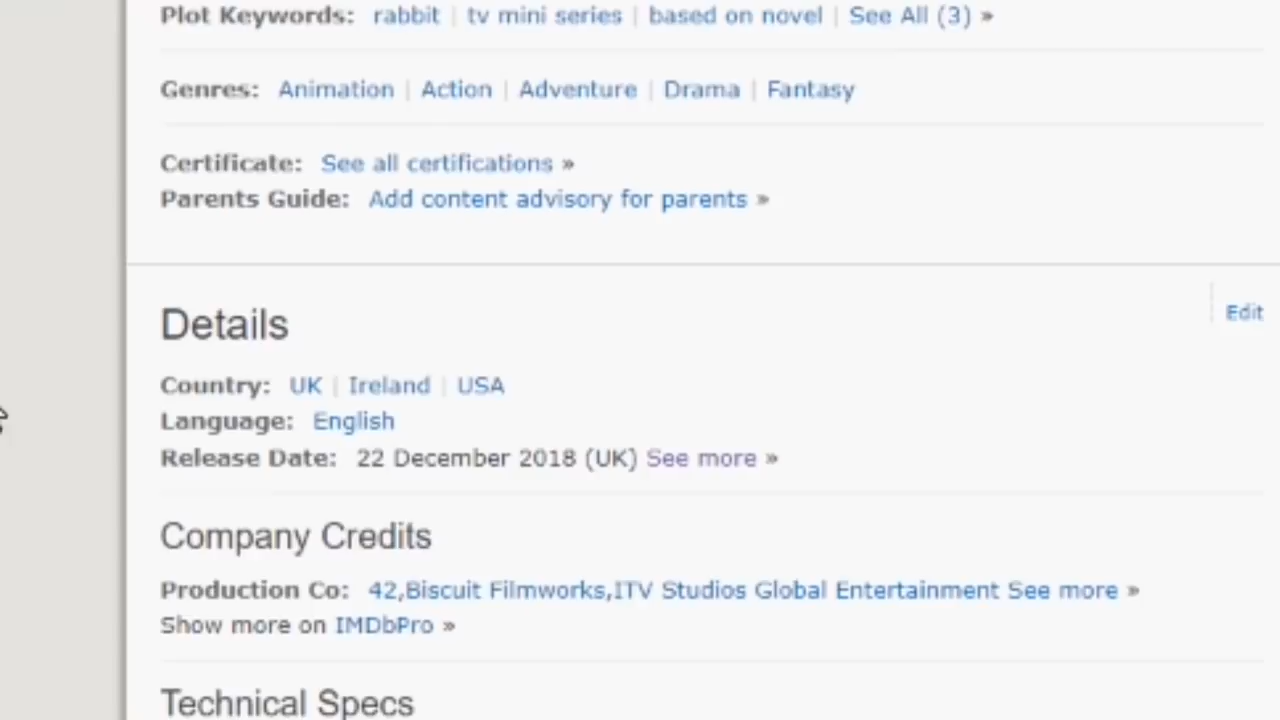 Plot Keywords: rabbit | tv mini series | based on novel | See All (3) »
Genres: Animation | Action | Adventure | Drama | Fantasy
Certificate: See all certifications »
Parents Guide: Add content advisory for parents »
Details
Edit
Country: UK | Ireland | USA
Language: English
Release Date: 22 December 2018 (UK) See more »
Company Credits
Production Co: 42,Biscuit Filmworks,ITV Studios Global Entertainment See more »
Show more on IMDbPro »
Technical Specs